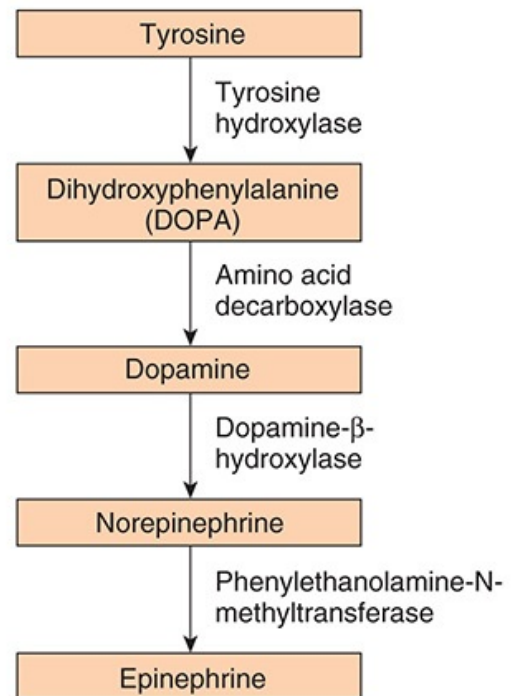 Tyrosine
Tyrosine
hydroxylase
Dihydroxyphenylalanine
(DOPA)
Amino acid
decarboxylase
Dopamine
Dopamine-β-
hydroxylase
Norepinephrine
Phenylethanolamine-N-
methyltransferase
Epinephrine